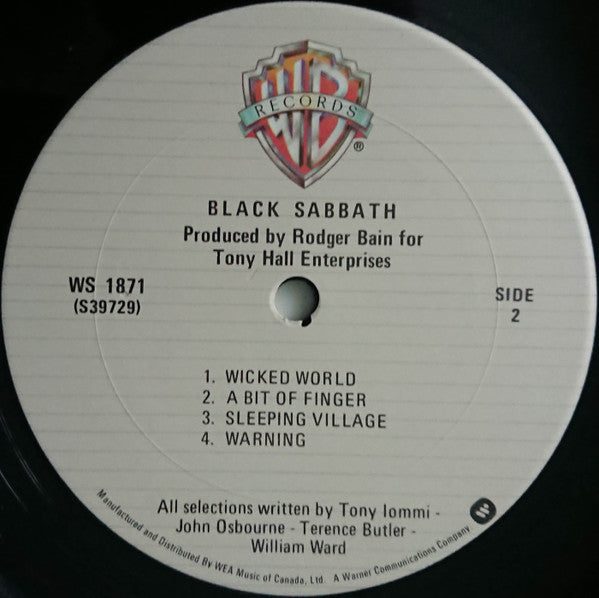 WB
RECORDS
®
BLACK SABBATH
Produced by Rodger Bain for
Tony Hall Enterprises
WS 1871
(S39729)
SIDE
2
1. WICKED WORLD
2. A BIT OF FINGER
3. SLEEPING VILLAGE
4. WARNING
All selections written by Tony Iommi -
John Osbourne - Terence Butler -
William Ward
Manufactured and Distributed By WEA Music of Canada, Ltd. A Warner Communications Company